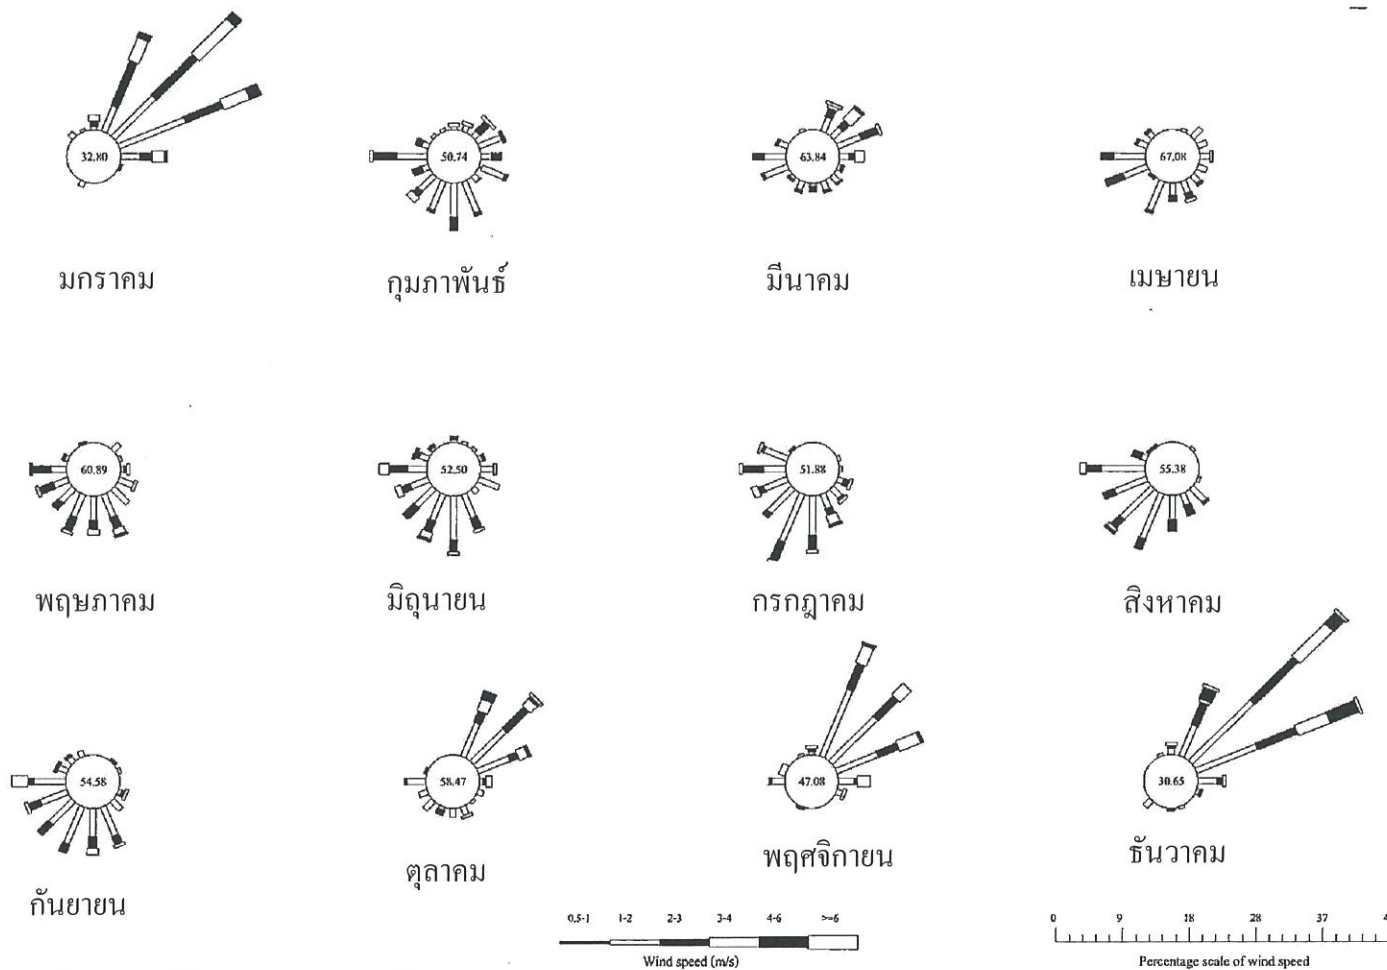 32.80
50.74
63.84
67.08
มกราคม
กุมภาพันธ์
มีนาคม
เมษายน
60.89
52.50
51.88
55.38
พฤษภาคม
มิถุนายน
กรกฎาคม
สิงหาคม
54.58
58.47
47.08
30.65
กันยายน
ตุลาคม
พฤศจิกายน
ธันวาคม
0.5-1 1-2 2-3 3-4 4-6 >=6
Wind speed (m/s)
0 9 18 28 37
Percentage scale of wind speed